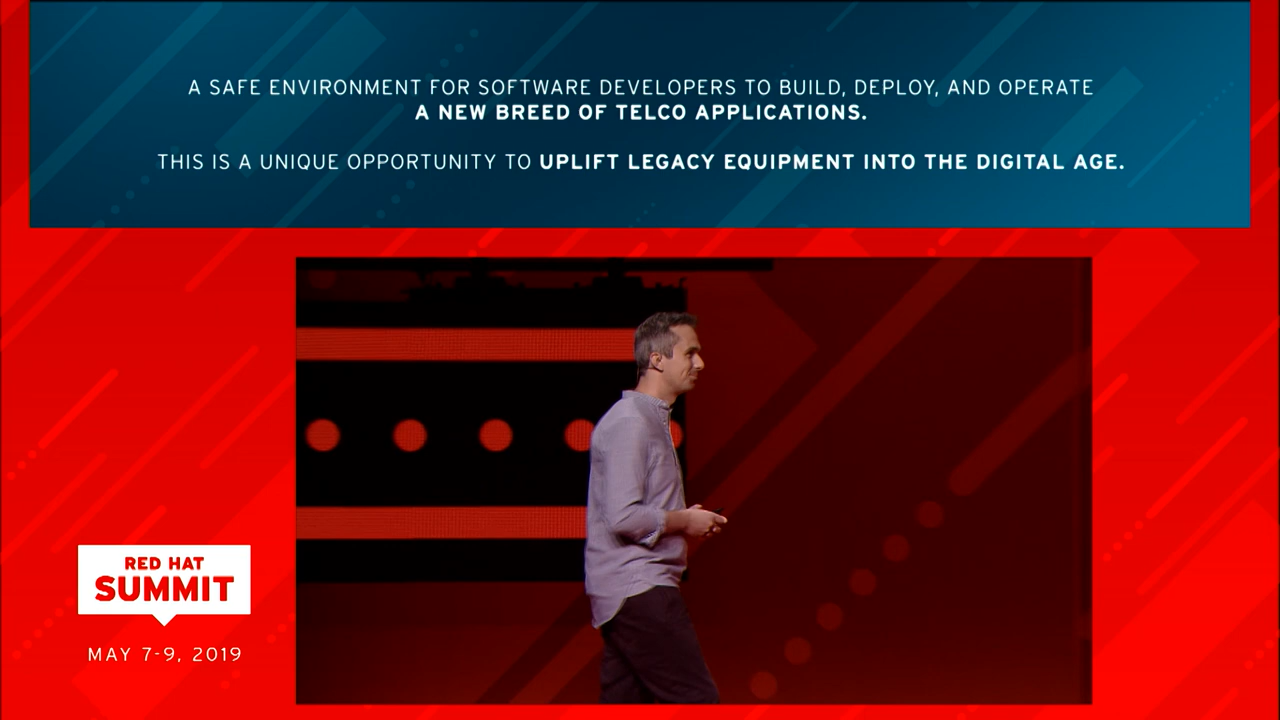 A SAFE ENVIRONMENT FOR SOFTWARE DEVELOPERS TO BUILD, DEPLOY, AND OPERATE
A NEW BREED OF TELCO APPLICATIONS.
THIS IS A UNIQUE OPPORTUNITY TO UPLIFT LEGACY EQUIPMENT INTO THE DIGITAL AGE.
RED HAT
SUMMIT
MAY 7-9, 2019